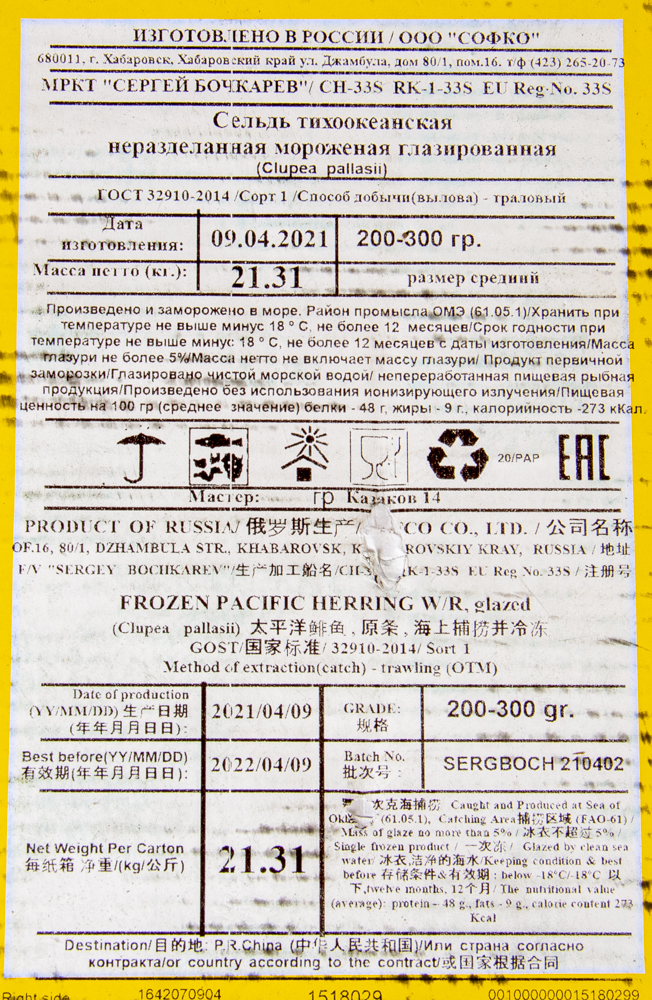 ИЗГОТОВЛЕНО В РОССИИ / ООО "СОФКО"
680011, г. Хабаровск, Хабаровский край ул. Джамбула, дом 80/1, пом.16. т/ф (423) 265-20-73
МРКТ "СЕРГЕЙ БОЧКАРЕВ"/ CH-33S RK-1-33S EU Reg-No. 33S
Сельдь тихоокеанская
неразделанная мороженая глазированная
(Clupea pallasii)
ГОСТ 32910-2014 /Сорт 1 /Способ добычи(вылова) - траловый
Дата
изготовления:
09.04.2021
200-300 гр.
Масса нетто (кг.):
21.31
размер средний
Произведено и заморожено в море. Район промысла ОМЭ (61.05.1)/Хранить при
температуре не выше минус 18 º С, не более 12 месяцев/Срок годности при
температуре не выше минус 18 º С, не более 12 месяцев с даты изготовления/Масса
глазури не более 5%/Масса нетто не включает массу глазури/ Продукт первичной
заморозки/Глазировано чистой морской водой/ непереработанная пищевая рыбная
продукция/Произведено без использования ионизирующего излучения/Пищевая
ценность на 100 гр (среднее значение) белки - 48 г, жиры - 9 г., калорийность -273 кКал.
20/PAP
EAC
Мастер: гр Казаков 14
PRODUCT OF RUSSIA/ 俄罗斯生产/ CO CO., LTD. / 公司名称
OF.16, 80/1, DZHAMBULA STR., KHABAROVSK, ROVSKIY KRAY, RUSSIA / 地址
F/V "SERGEY BOCHKAREV"/生产加工船名/CH-3 RK-1-33S EU Reg No. 33S / 注册号
FROZEN PACIFIC HERRING W/R, glazed
(Clupea pallasii) 太平洋鲱鱼 , 原条 , 海上捕捞并冷冻
GOST/国家标准/ 32910-2014/ Sort 1
Method of extraction(catch) - trawling (OTM)
Date of production
(YY/MM/DD) 生产日期
(年年月月日日):
2021/04/09
GRADE:
规格
200-300 gr.
Best before(YY/MM/DD)
有效期(年年月月日日):
2022/04/09
Batch No.
批次号 :
SERGBOCH 210402
Net Weight Per Carton
每纸箱 净重/(kg/公斤)
21.31
次克海捕捞 Caught and Produced at Sea of
(61.05.1), Catching Area捕捞区域 (FAO-61) /
Mass of glaze no more than 5% / 冰衣不超过 5%
Single frozen product / 一次冻 / Glazed by clean sea
water/ 冰衣,洁净的海水/Keeping condition & best
before 存储条件&有效期 : below -18°C/-18°C 以
下,twelve months, 12个月/ The nutritional value
(average): protein - 48 g., fats - 9 g., calorie content 273
Kcal
Destination/目的地: P.R.China (中华人民共和国)/Или страна согласно
контракта/or country according to the contract/或国家根据合同
Right side
1642070904
1518029
001000000015180299